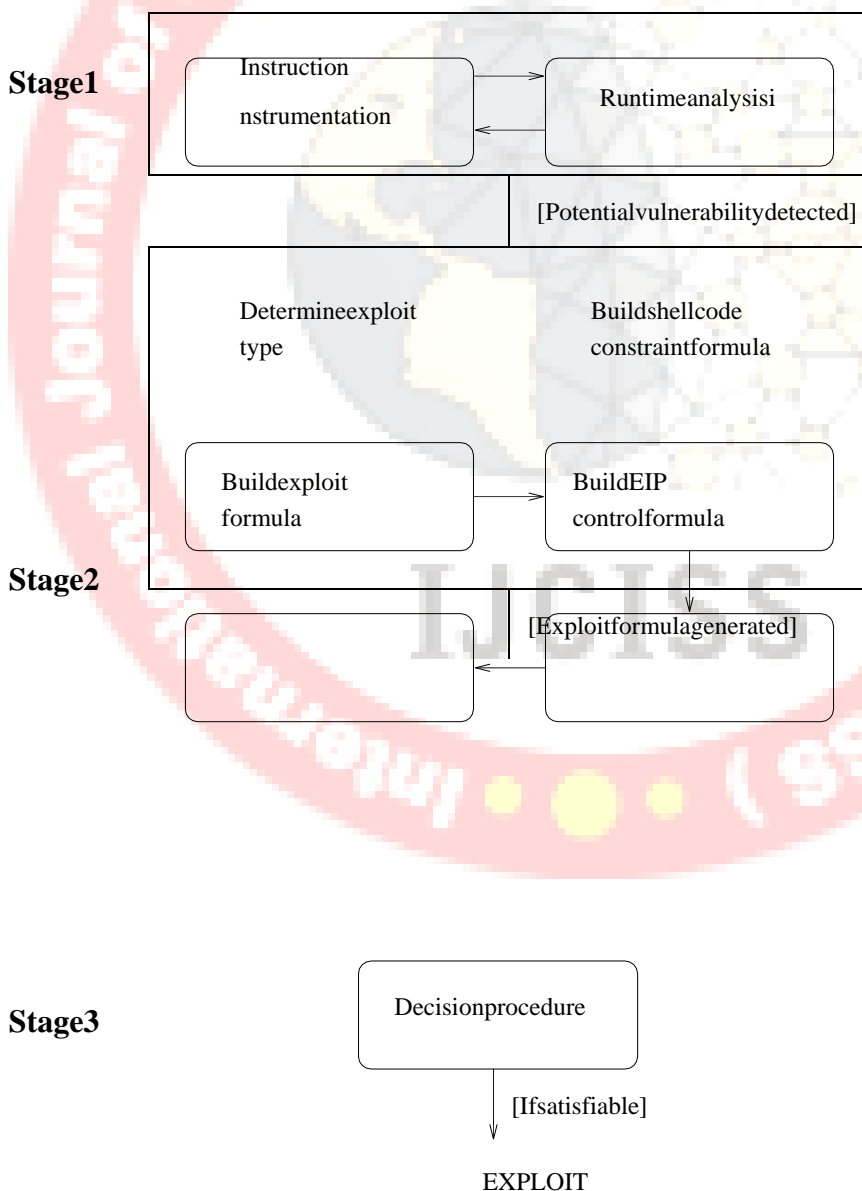 Stage1
Instruction
nstrumentation
Runtimeanalysisi
[Potentialvulnerabilitydetected]
Determineexploit
type
Buildshellcode
constraintformula
Buildexploit
formula
BuildEIP
controlformula
Stage2
IJCISS
[Exploitformulagenerated]
Stage3
Decisionprocedure
[Ifsatisfiable]
EXPLOIT